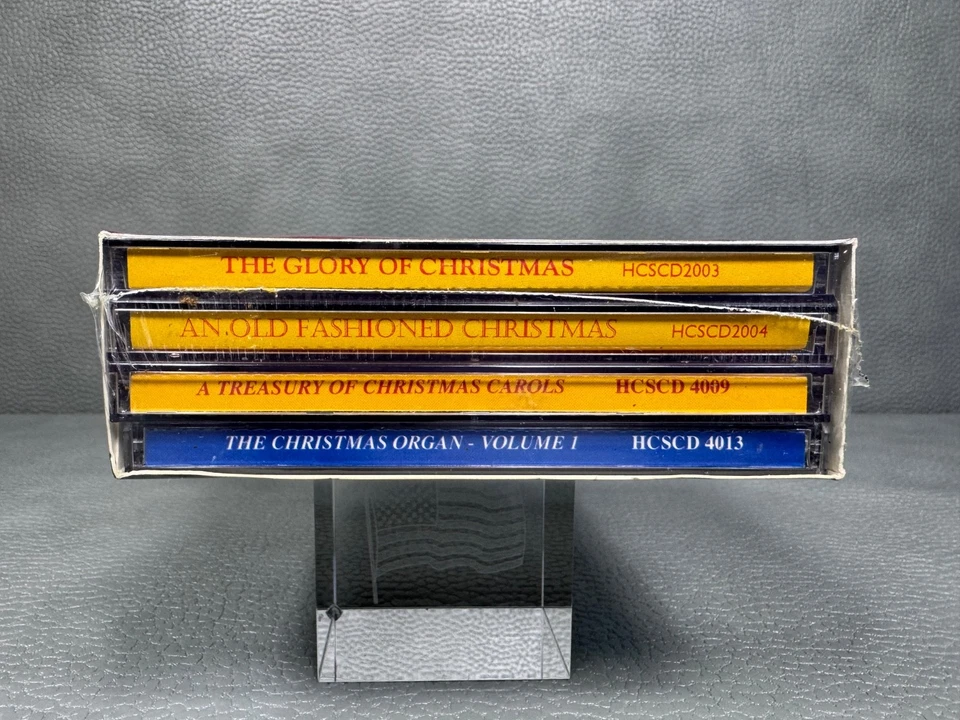 THE GLORY OF CHRISTMAS HCSCD2003
AN OLD FASHIONED CHRISTMAS HCSCD2004
A TREASURY OF CHRISTMAS CAROLS HCSCD 4009
THE CHRISTMAS ORGAN - VOLUME 1 HCSCD 4013